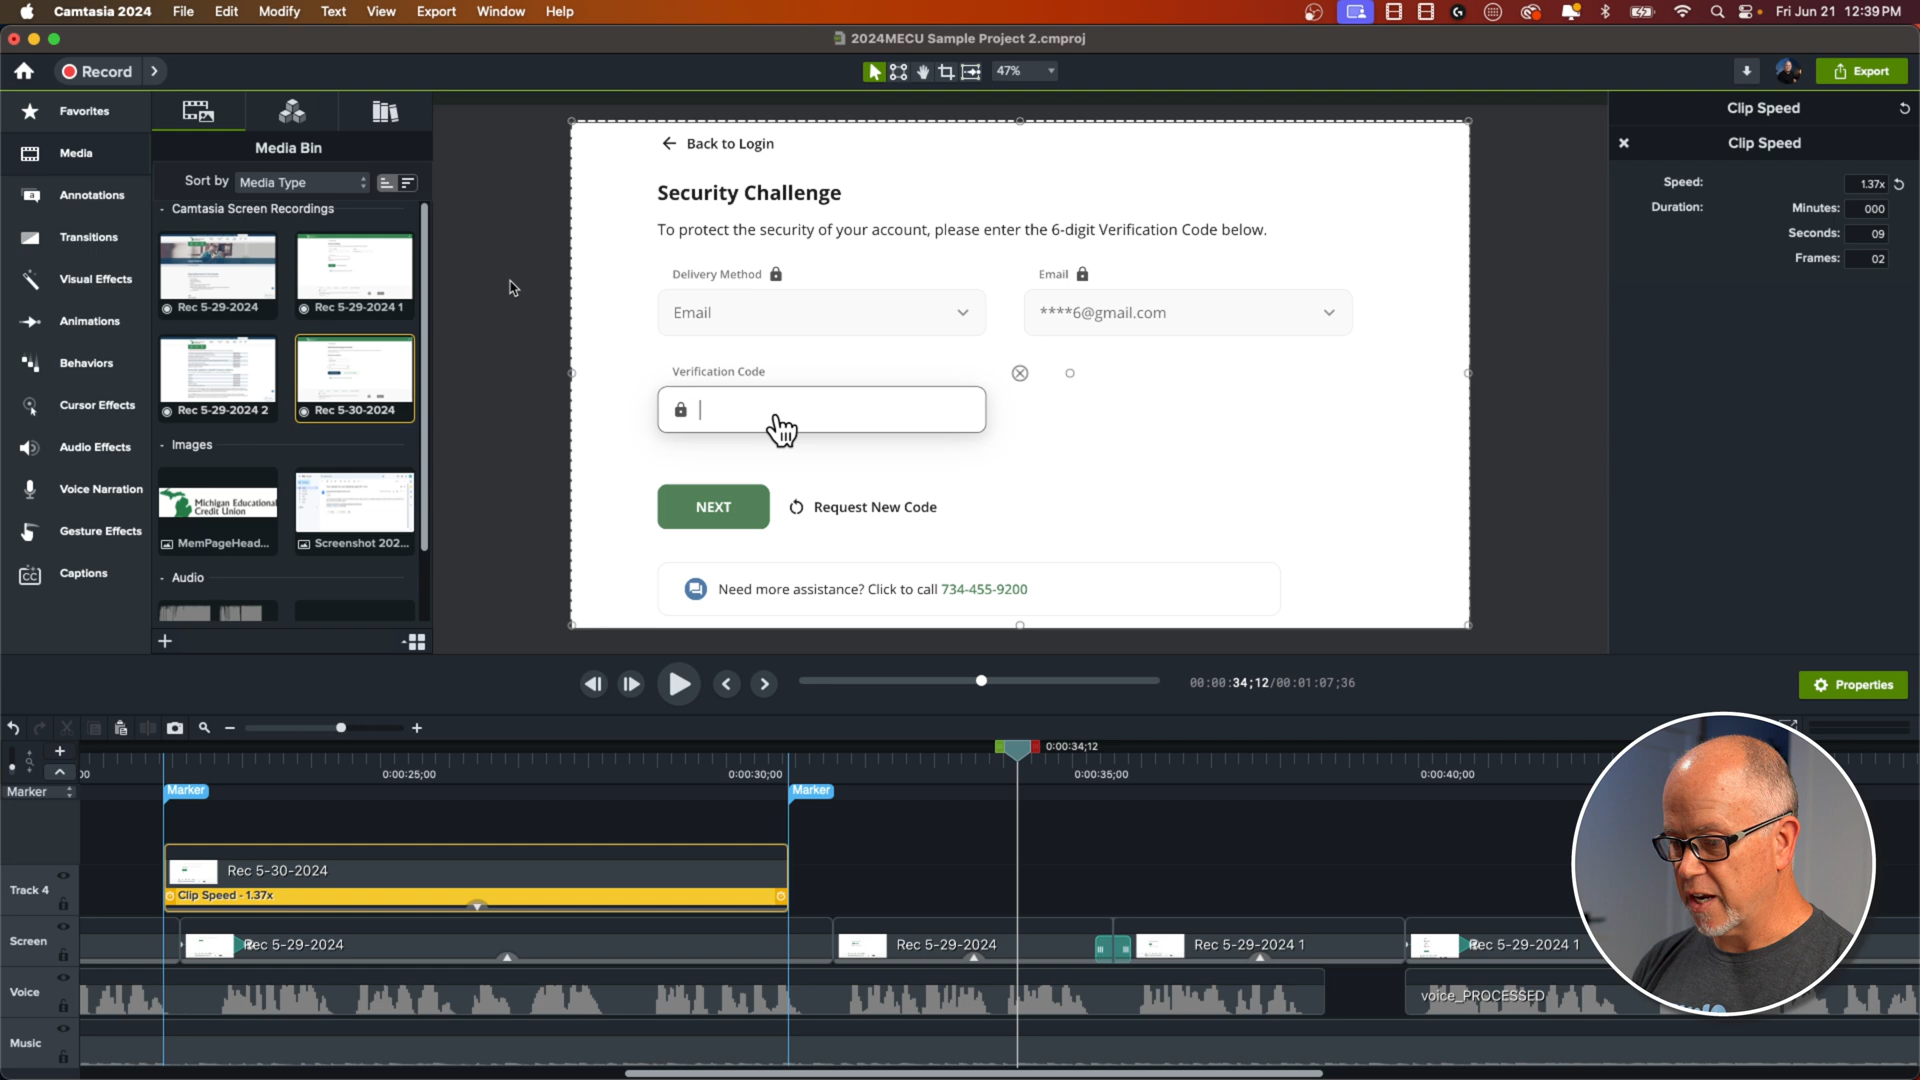 Camtasia 2024 File Edit Modify Text View Export Window Help Fri Jun 21 12:39 PM
2024MECU Sample Project 2.cmproj
Record 47% Export
Favorites
Media
Annotations
Transitions
Visual Effects
Animations
Behaviors
Cursor Effects
Audio Effects
Voice Narration
Gesture Effects
CC Captions
Media Bin
Sort by Media Type
Camtasia Screen Recordings
Rec 5-29-2024 Rec 5-29-2024 1
Rec 5-29-2024 2 Rec 5-30-2024
Images
Michigan Educational
Credit Union
MemPageHead... Screenshot 202...
Audio
Back to Login
Security Challenge
To protect the security of your account, please enter the 6-digit Verification Code below.
Delivery Method Email
Email ****6@gmail.com
Verification Code
NEXT Request New Code
Need more assistance? Click to call 734-455-9200
Clip Speed
Clip Speed
Speed: 1.37x
Duration: Minutes: 000
Seconds: 09
Frames: 02
00:00:34;12/00:01:07;36
Properties
0:00:34;12
00 0:00:25;00 0:00:30;00 0:00:35;00 0:00:40;00
Marker Marker Marker
Rec 5-30-2024
Track 4 Clip Speed - 1.37x
Screen Rec 5-29-2024 Rec 5-29-2024 Rec 5-29-2024 1 Rec 5-29-2024 1
Voice voice_PROCESSED
Music